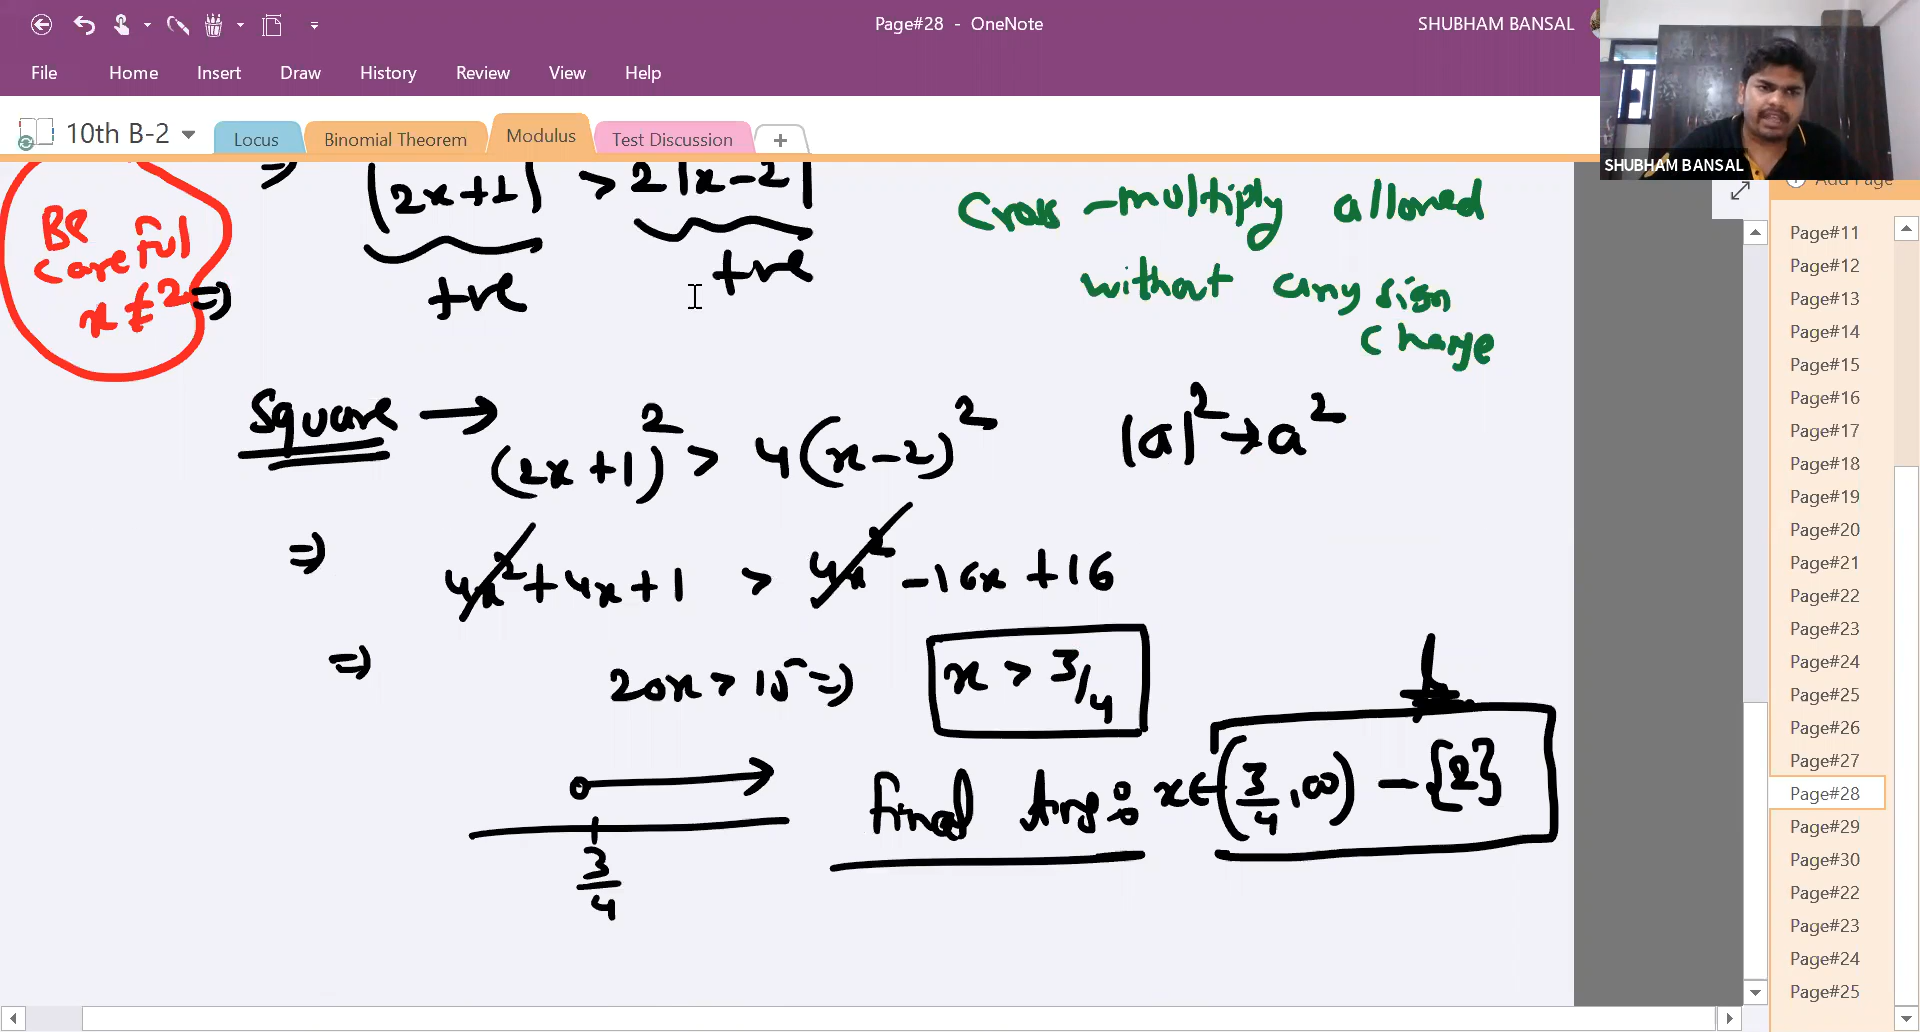 Page#28 - OneNote
SHUBHAM BANSAL
File Home Insert Draw History Review View Help
10th B-2
Locus Binomial Theorem Modulus Test Discussion +
SHUBHAM BANSAL
Add Page
⇒ |2x+1| > 2|x-2|
+ve +ve
Be
careful
x ≠ 2 ⇒
Cross-multiply allowed
without any sign
change
Square → (2x+1)² > 4(x-2)² |a|² → a²
⇒ 4x² + 4x + 1 > 4x² - 16x + 16
⇒ 20x > 15 ⇒ x > 3/4
3/4
Final Ans: x ∈ (3/4, ∞) - {2}
Page#11
Page#12
Page#13
Page#14
Page#15
Page#16
Page#17
Page#18
Page#19
Page#20
Page#21
Page#22
Page#23
Page#24
Page#25
Page#26
Page#27
Page#28
Page#29
Page#30
Page#22
Page#23
Page#24
Page#25